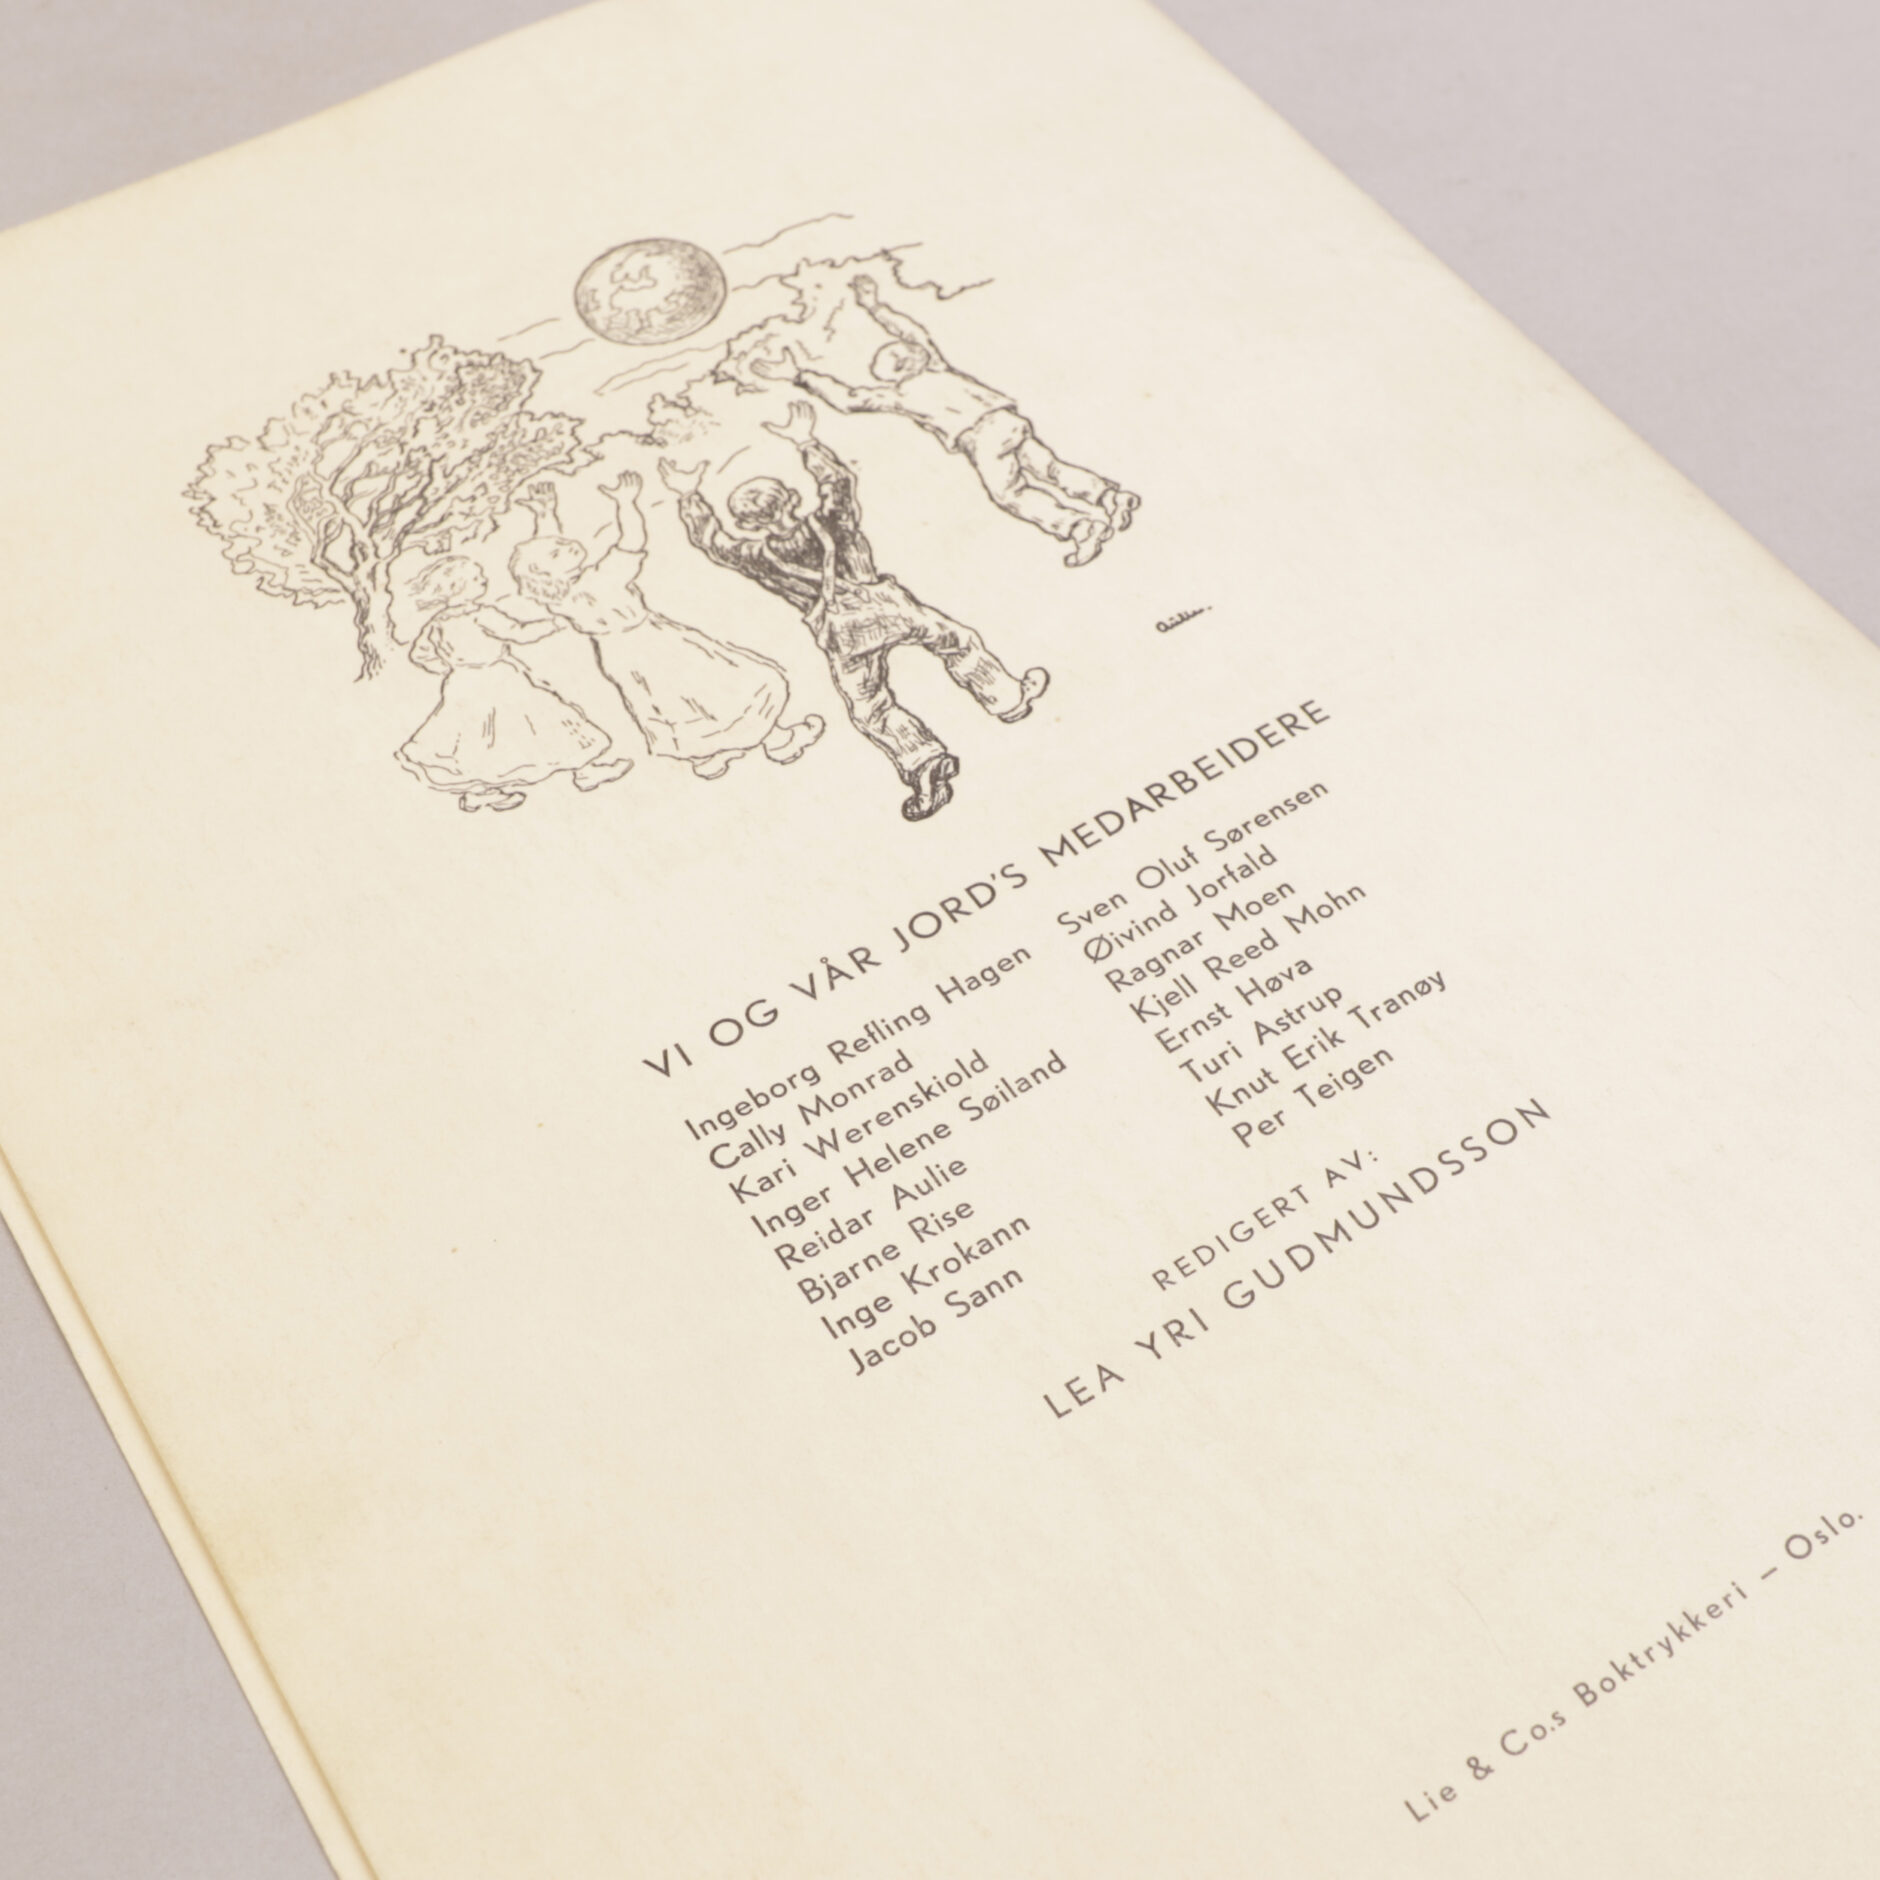 Aulie.
VI OG VÅR JORD'S MEDARBEIDERE
Ingeborg Refling Hagen
Cally Monrad
Kari Werenskiold
Inger Helene Søiland
Reidar Aulie
Bjarne Rise
Inge Krokann
Jacob Sann
Sven Oluf Sørensen
Øivind Jorfald
Ragnar Moen
Kjell Reed Mohn
Ernst Høva
Turi Astrup
Knut Erik Tranøy
Per Teigen
REDIGERT AV:
LEA YRI GUDMUNDSSON
Lie & Co.s Boktrykkeri – Oslo.